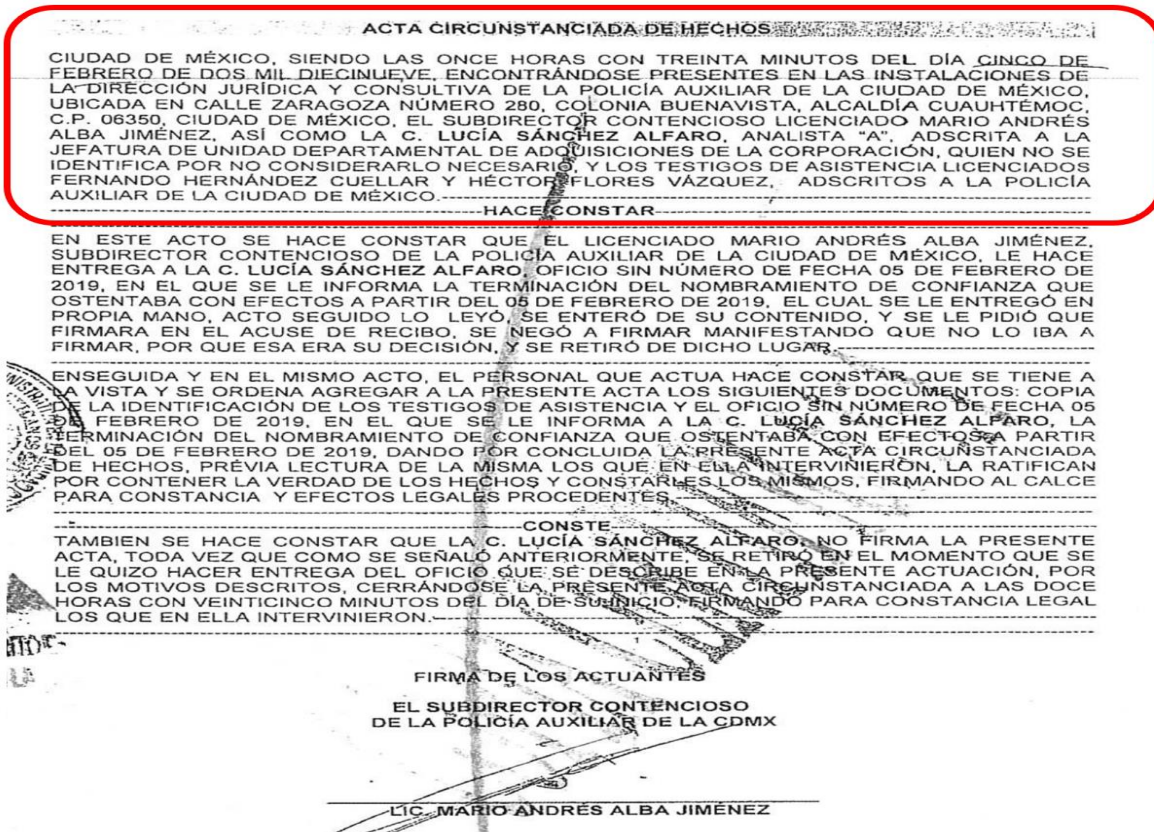 ACTA CIRCUNSTANCIADA DE HECHOS
CIUDAD DE MÉXICO, SIENDO LAS ONCE HORAS CON TREINTA MINUTOS DEL DÍA CINCO DE
FEBRERO DE DOS MIL DIECINUEVE, ENCONTRÁNDOSE PRESENTES EN LAS INSTALACIONES DE
LA DIRECCIÓN JURÍDICA Y CONSULTIVA DE LA POLICÍA AUXILIAR DE LA CIUDAD DE MÉXICO,
UBICADA EN CALLE ZARAGOZA NÚMERO 280, COLONIA BUENAVISTA, ALCALDÍA CUAUHTÉMOC,
C.P. 06350, CIUDAD DE MÉXICO, EL SUBDIRECTOR CONTENCIOSO LICENCIADO MARIO ANDRÉS
ALBA JIMÉNEZ, ASÍ COMO LA C. LUCÍA SÁNCHEZ ALFARO, ANALISTA "A", ADSCRITA A LA
JEFATURA DE UNIDAD DEPARTAMENTAL DE ADQUISICIONES DE LA CORPORACIÓN, QUIEN NO SE
IDENTIFICA POR NO CONSIDERARLO NECESARIO, Y LOS TESTIGOS DE ASISTENCIA LICENCIADOS
FERNANDO HERNÁNDEZ CUELLAR Y HÉCTOR FLORES VÁZQUEZ, ADSCRITOS A LA POLICÍA
AUXILIAR DE LA CIUDAD DE MÉXICO.
HACE CONSTAR
EN ESTE ACTO SE HACE CONSTAR QUE EL LICENCIADO MARIO ANDRÉS ALBA JIMÉNEZ,
SUBDIRECTOR CONTENCIOSO DE LA POLICÍA AUXILIAR DE LA CIUDAD DE MÉXICO, LE HACE
ENTREGA A LA C. LUCÍA SÁNCHEZ ALFARO, OFICIO SIN NÚMERO DE FECHA 05 DE FEBRERO DE
2019, EN EL QUE SE LE INFORMA LA TERMINACIÓN DEL NOMBRAMIENTO DE CONFIANZA QUE
OSTENTABA CON EFECTOS A PARTIR DEL 05 DE FEBRERO DE 2019, EL CUAL SE LE ENTREGÓ EN
PROPIA MANO, ACTO SEGUIDO LO LEYÓ, SE ENTERÓ DE SU CONTENIDO, Y SE LE PIDIÓ QUE
FIRMARA EN EL ACUSE DE RECIBO, SE NEGÓ A FIRMAR MANIFESTANDO QUE NO LO IBA A
FIRMAR, POR QUE ESA ERA SU DECISIÓN, Y SE RETIRÓ DE DICHO LUGAR.
ENSEGUIDA Y EN EL MISMO ACTO, EL PERSONAL QUE ACTUA HACE CONSTAR QUE SE TIENE A
LA VISTA Y SE ORDENA AGREGAR A LA PRESENTE ACTA LOS SIGUIENTES DOCUMENTOS: COPIA
DE LA IDENTIFICACIÓN DE LOS TESTIGOS DE ASISTENCIA Y EL OFICIO SIN NÚMERO DE FECHA 05
DE FEBRERO DE 2019, EN EL QUE SE LE INFORMA A LA C. LUCÍA SÁNCHEZ ALFARO, LA
TERMINACIÓN DEL NOMBRAMIENTO DE CONFIANZA QUE OSTENTABA CON EFECTOS A PARTIR
DEL 05 DE FEBRERO DE 2019, DANDO POR CONCLUIDA LA PRESENTE ACTA CIRCUNSTANCIADA
DE HECHOS, PRÉVIA LECTURA DE LA MISMA LOS QUE EN ELLA INTERVINIERON, LA RATIFICAN
POR CONTENER LA VERDAD DE LOS HECHOS Y CONSTARLES LOS MISMOS, FIRMANDO AL CALCE
PARA CONSTANCIA Y EFECTOS LEGALES PROCEDENTES
CONSTE
TAMBIEN SE HACE CONSTAR QUE LA C. LUCÍA SÁNCHEZ ALFARO, NO FIRMA LA PRESENTE
ACTA, TODA VEZ QUE COMO SE SEÑALÓ ANTERIORMENTE, SE RETIRÓ EN EL MOMENTO QUE SE
LE QUIZO HACER ENTREGA DEL OFICIO QUE SE DESCRIBE EN LA PRESENTE ACTUACIÓN, POR
LOS MOTIVOS DESCRITOS, CERRÁNDOSE LA PRESENTE ACTA CIRCUNSTANCIADA A LAS DOCE
HORAS CON VEINTICINCO MINUTOS DEL DÍA DE SU INICIO, FIRMANDO PARA CONSTANCIA LEGAL
LOS QUE EN ELLA INTERVINIERON.
FIRMA DE LOS ACTUANTES
EL SUBDIRECTOR CONTENCIOSO
DE LA POLICÍA AUXILIAR DE LA CDMX
LIC. MARIO ANDRÉS ALBA JIMÉNEZ